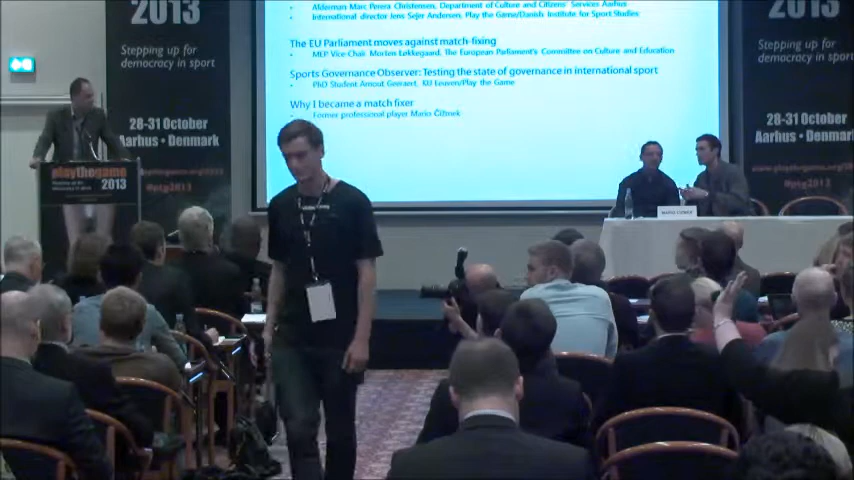 2013
Stepping up for
democracy in sport
28-31 October
Aarhus • Denmark
Alderman Marc Perera Christensen, Department of Culture and Citizens' Services Aarhus
• International director Jens Sejer Andersen, Play the Game/Danish Institute for Sport Studies
The EU Parliament moves against match-fixing
• MEP Vice-Chair Morten Løkkegaard, The European Parliament's Committee on Culture and Education
Sports Governance Observer: Testing the state of governance in international sport
• PhD Student Arnout Geeraert, KU Leuven/Play the Game
Why I became a match fixer
• Former professional player Mario Čižmek
2013
Stepping up for
democracy in sport
28-31 October
Aarhus • Denmark
#ptg2013
playthegame
2013
#ptg2013